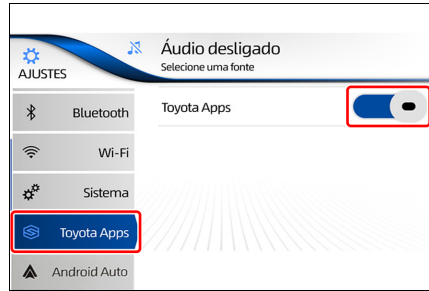 Áudio desligado
Selecione uma fonte
AJUSTES
Bluetooth
Toyota Apps
Wi-Fi
Sistema
Toyota Apps
Android Auto